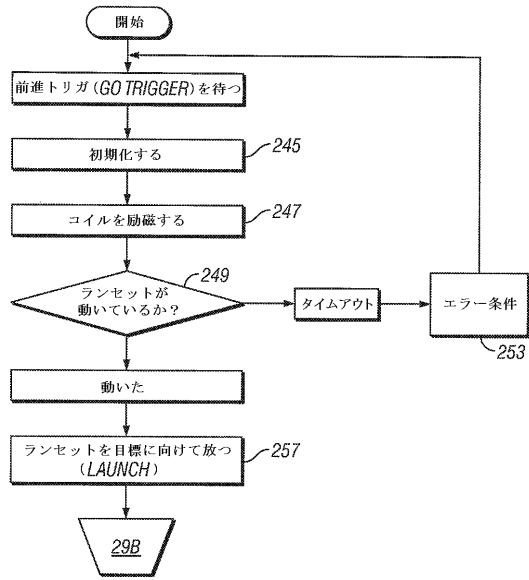 開始
前進トリガ(GO TRIGGER)を待つ
初期化する
245
コイルを励磁する
247
ランセットが
動いているか?
249
タイムアウト
エラー条件
253
動いた
ランセットを目標に向けて放つ
(LAUNCH)
257
29B